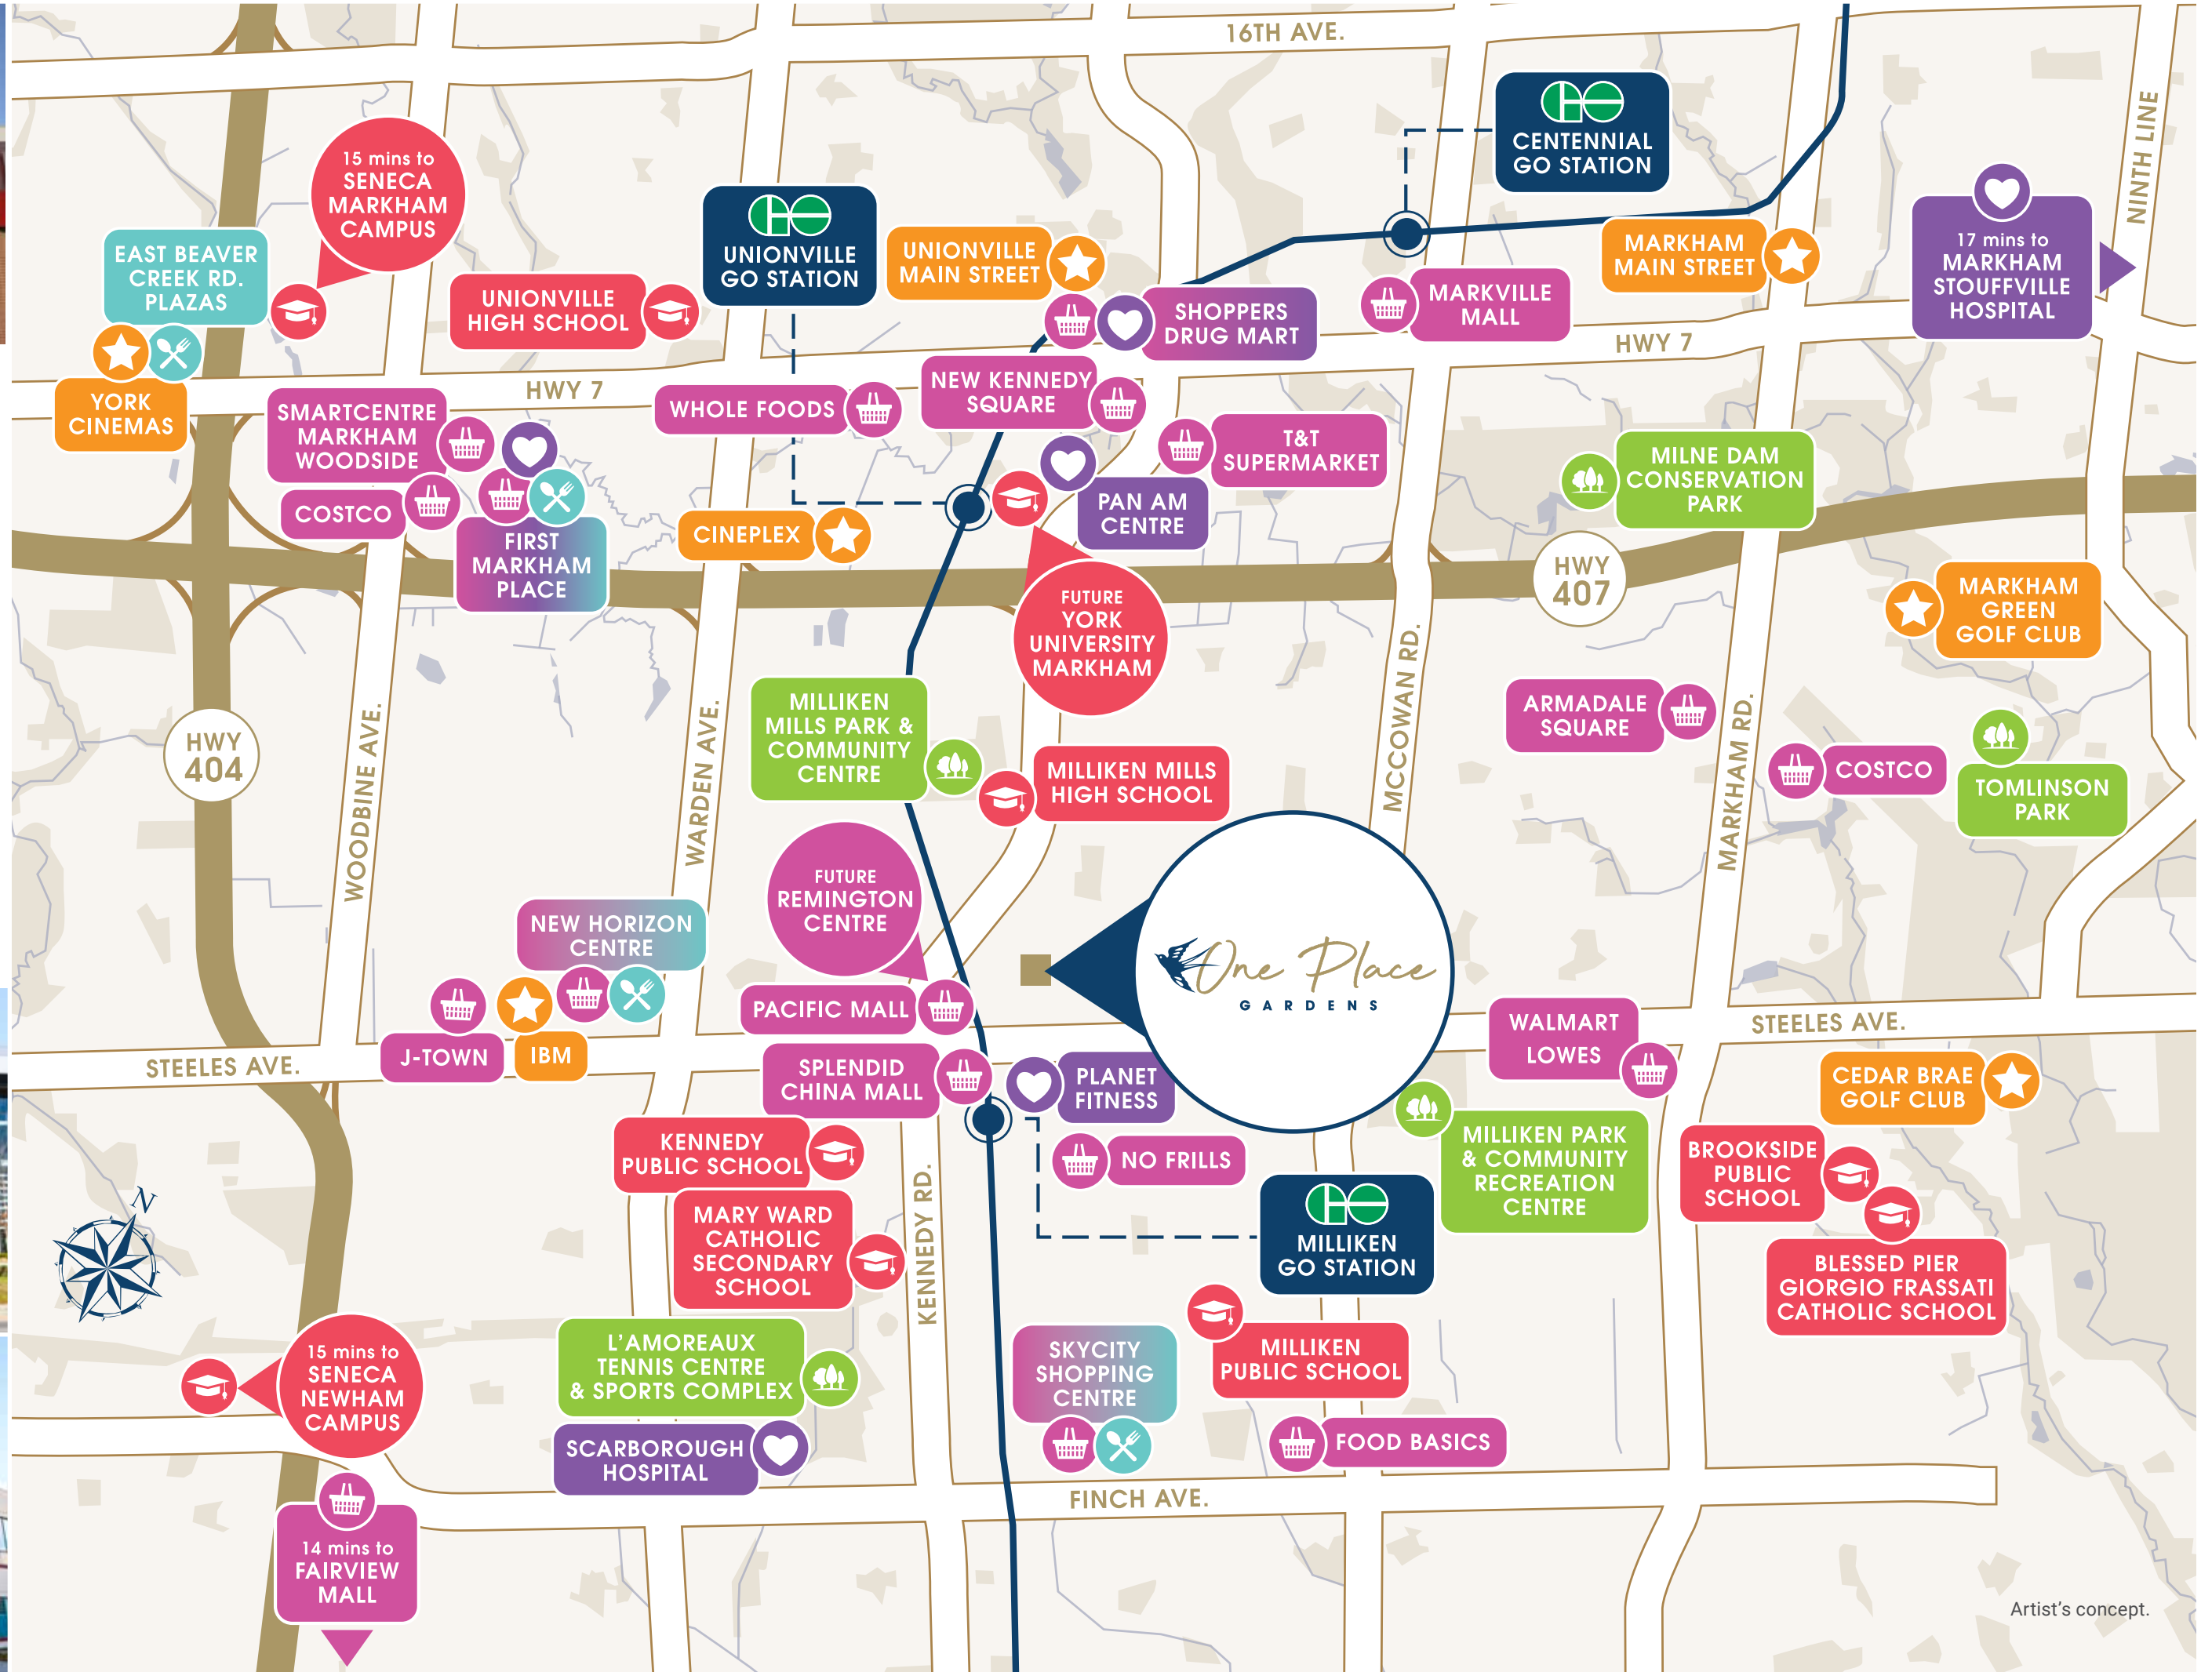 16TH AVE.
CENTENNIAL
GO STATION
NINTH LINE
15 mins to
SENECA
MARKHAM
CAMPUS
EAST BEAVER
CREEK RD.
PLAZAS
UNIONVILLE
HIGH SCHOOL
UNIONVILLE
GO STATION
UNIONVILLE
MAIN STREET
SHOPPERS
DRUG MART
MARKVILLE
MALL
MARKHAM
MAIN STREET
17 mins to
MARKHAM
STOUFFVILLE
HOSPITAL
HWY 7
YORK
CINEMAS
HWY 7
SMARTCENTRE
MARKHAM
WOODSIDE
WHOLE FOODS
NEW KENNEDY
SQUARE
T&T
SUPERMARKET
MILNE DAM
CONSERVATION
PARK
COSTCO
FIRST
MARKHAM
PLACE
CINEPLEX
PAN AM
CENTRE
HWY
407
MARKHAM
GREEN
GOLF CLUB
FUTURE
YORK
UNIVERSITY
MARKHAM
HWY
404
WOODBINE AVE.
WARDEN AVE.
MILLIKEN
MILLS PARK &
COMMUNITY
CENTRE
MILLIKEN MILLS
HIGH SCHOOL
MCCOWAN RD.
ARMADALE
SQUARE
MARKHAM RD.
COSTCO
TOMLINSON
PARK
FUTURE
REMINGTON
CENTRE
NEW HORIZON
CENTRE
One Place
GARDENS
PACIFIC MALL
J-TOWN
IBM
STEELES AVE.
SPLENDID
CHINA MALL
PLANET
FITNESS
WALMART
LOWES
STEELES AVE.
CEDAR BRAE
GOLF CLUB
KENNEDY
PUBLIC SCHOOL
NO FRILLS
MILLIKEN PARK
& COMMUNITY
RECREATION
CENTRE
BROOKSIDE
PUBLIC
SCHOOL
N
MARY WARD
CATHOLIC
SECONDARY
SCHOOL
KENNEDY RD.
GO
MILLIKEN
GO STATION
BLESSED PIER
GIORGIO FRASSATI
CATHOLIC SCHOOL
15 mins to
SENECA
NEWHAM
CAMPUS
L'AMOREAUX
TENNIS CENTRE
& SPORTS COMPLEX
SKYCITY
SHOPPING
CENTRE
MILLIKEN
PUBLIC SCHOOL
SCARBOROUGH
HOSPITAL
FOOD BASICS
FINCH AVE.
14 mins to
FAIRVIEW
MALL
Artist's concept.